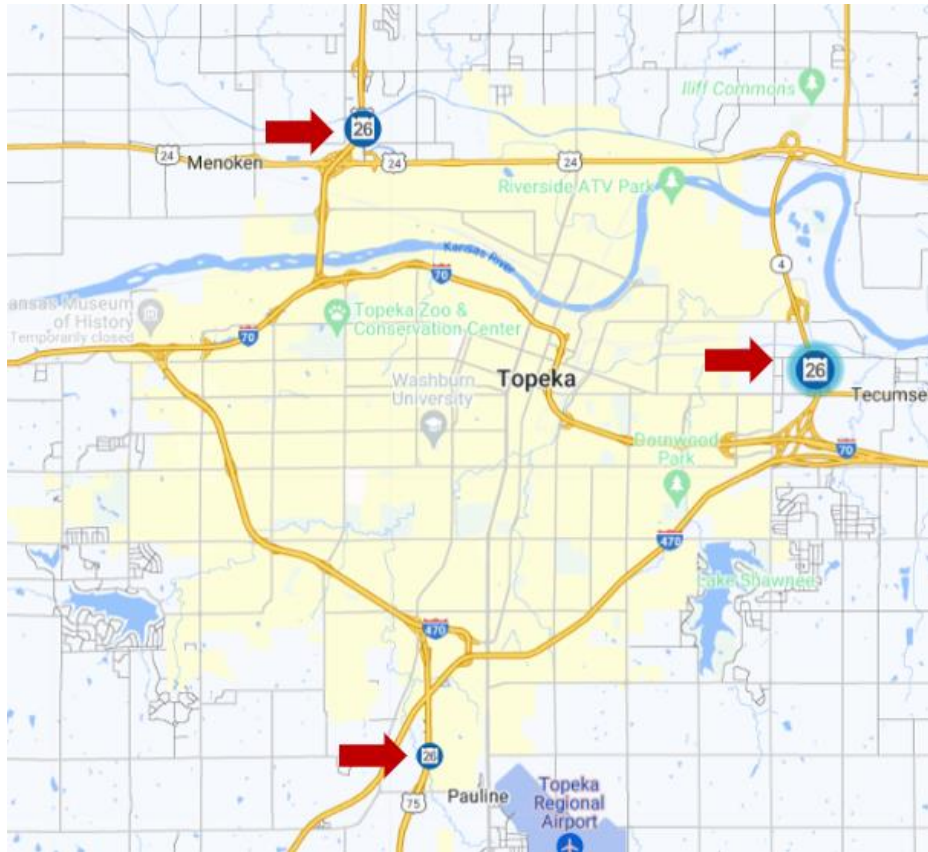 Iliff Commons
26
24
Menoken
24
24
Riverside ATV Park
Kansas River
4
70
ansas Museum
of History
Temporarily closed
Topeka Zoo &
Conservation Center
70
26
Washburn
University
Topeka
Tecumse
Dornwood
Park
70
470
Lake Shawnee
470
26
75
Pauline
Topeka
Regional
Airport